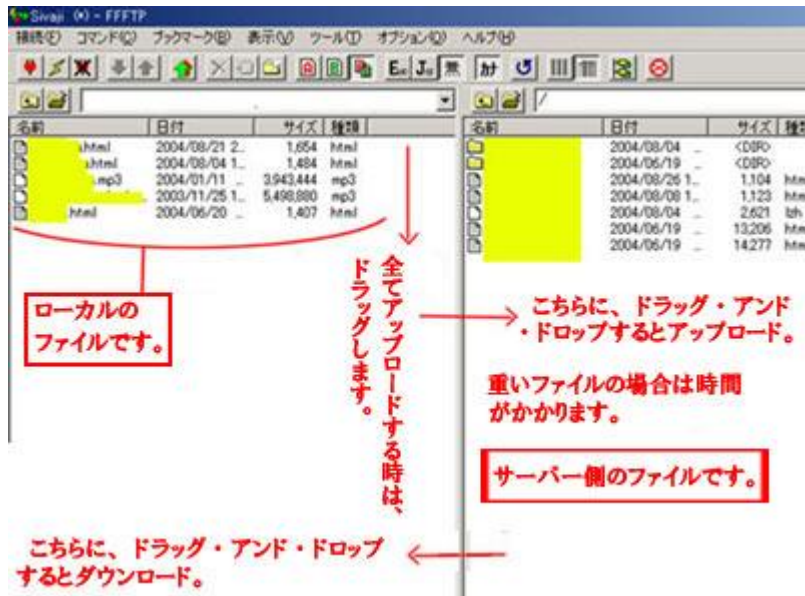 Sivaji (*) - FFFTP
接続(F) コマンド(C) ブックマーク(B) 表示(V) ツール(T) オプション(O) ヘルプ(H)
無 カナ
/
名前 日付 サイズ 種類
.html 2004/08/21 2... 1,654 html
.html 2004/08/04 1... 1,484 html
.mp3 2004/01/11 ... 3,943,444 mp3
2003/11/25 1... 5,498,880 mp3
.html 2004/06/20 ... 1,407 html
名前 日付 サイズ 種
2004/08/04 ... <DIR>
2004/06/19 ... <DIR>
2004/08/26 1... 1,104 htm
2004/08/08 1... 1,123 htm
2004/08/04 ... 2,621 lzh
2004/06/19 ... 13,206 htm
2004/06/19 ... 14,277 htm
ローカルの
ファイルです。
全てアップロードする時は、
ドラッグします。
こちらに、ドラッグ・アンド
・ドロップするとアップロード。
重いファイルの場合は時間
がかかります。
サーバー側のファイルです。
こちらに、ドラッグ・アンド・ドロップ
するとダウンロード。